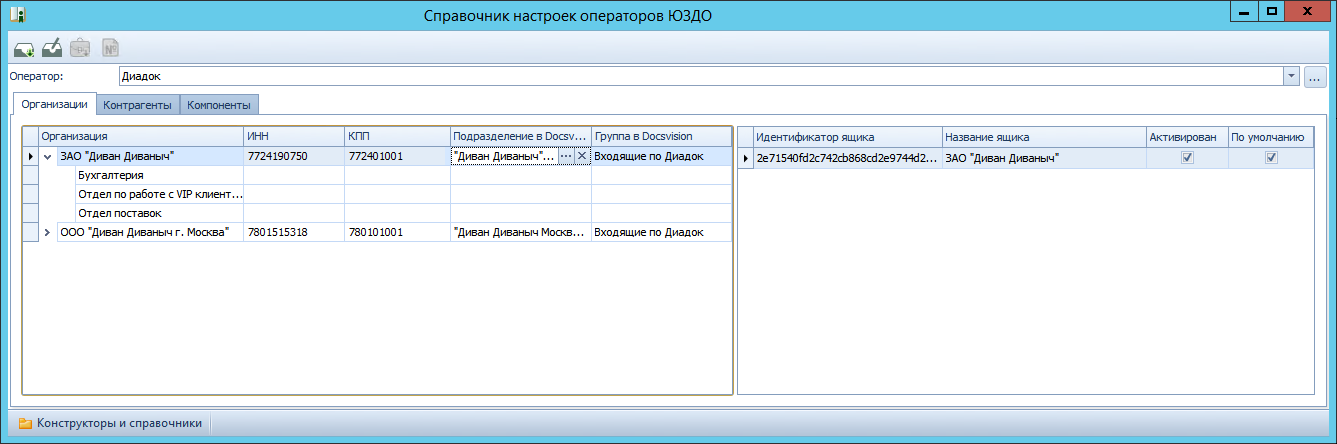 Справочник настроек операторов ЮЗДО
Оператор: Диадок
Организации Контрагенты Компоненты
Организация ИНН КПП Подразделение в Docsv... Группа в Docsvision
ЗАО "Диван Диваныч" 7724190750 772401001 "Диван Диваныч"... Входящие по Диадок
Бухгалтерия
Отдел по работе с VIP клиент...
Отдел поставок
ООО "Диван Диваныч г. Москва" 7801515318 780101001 "Диван Диваныч Москв... Входящие по Диадок
Идентификатор ящика Название ящика Активирован По умолчанию
2e71540fd2c742cb868cd2e9744d2... ЗАО "Диван Диваныч"
Конструкторы и справочники